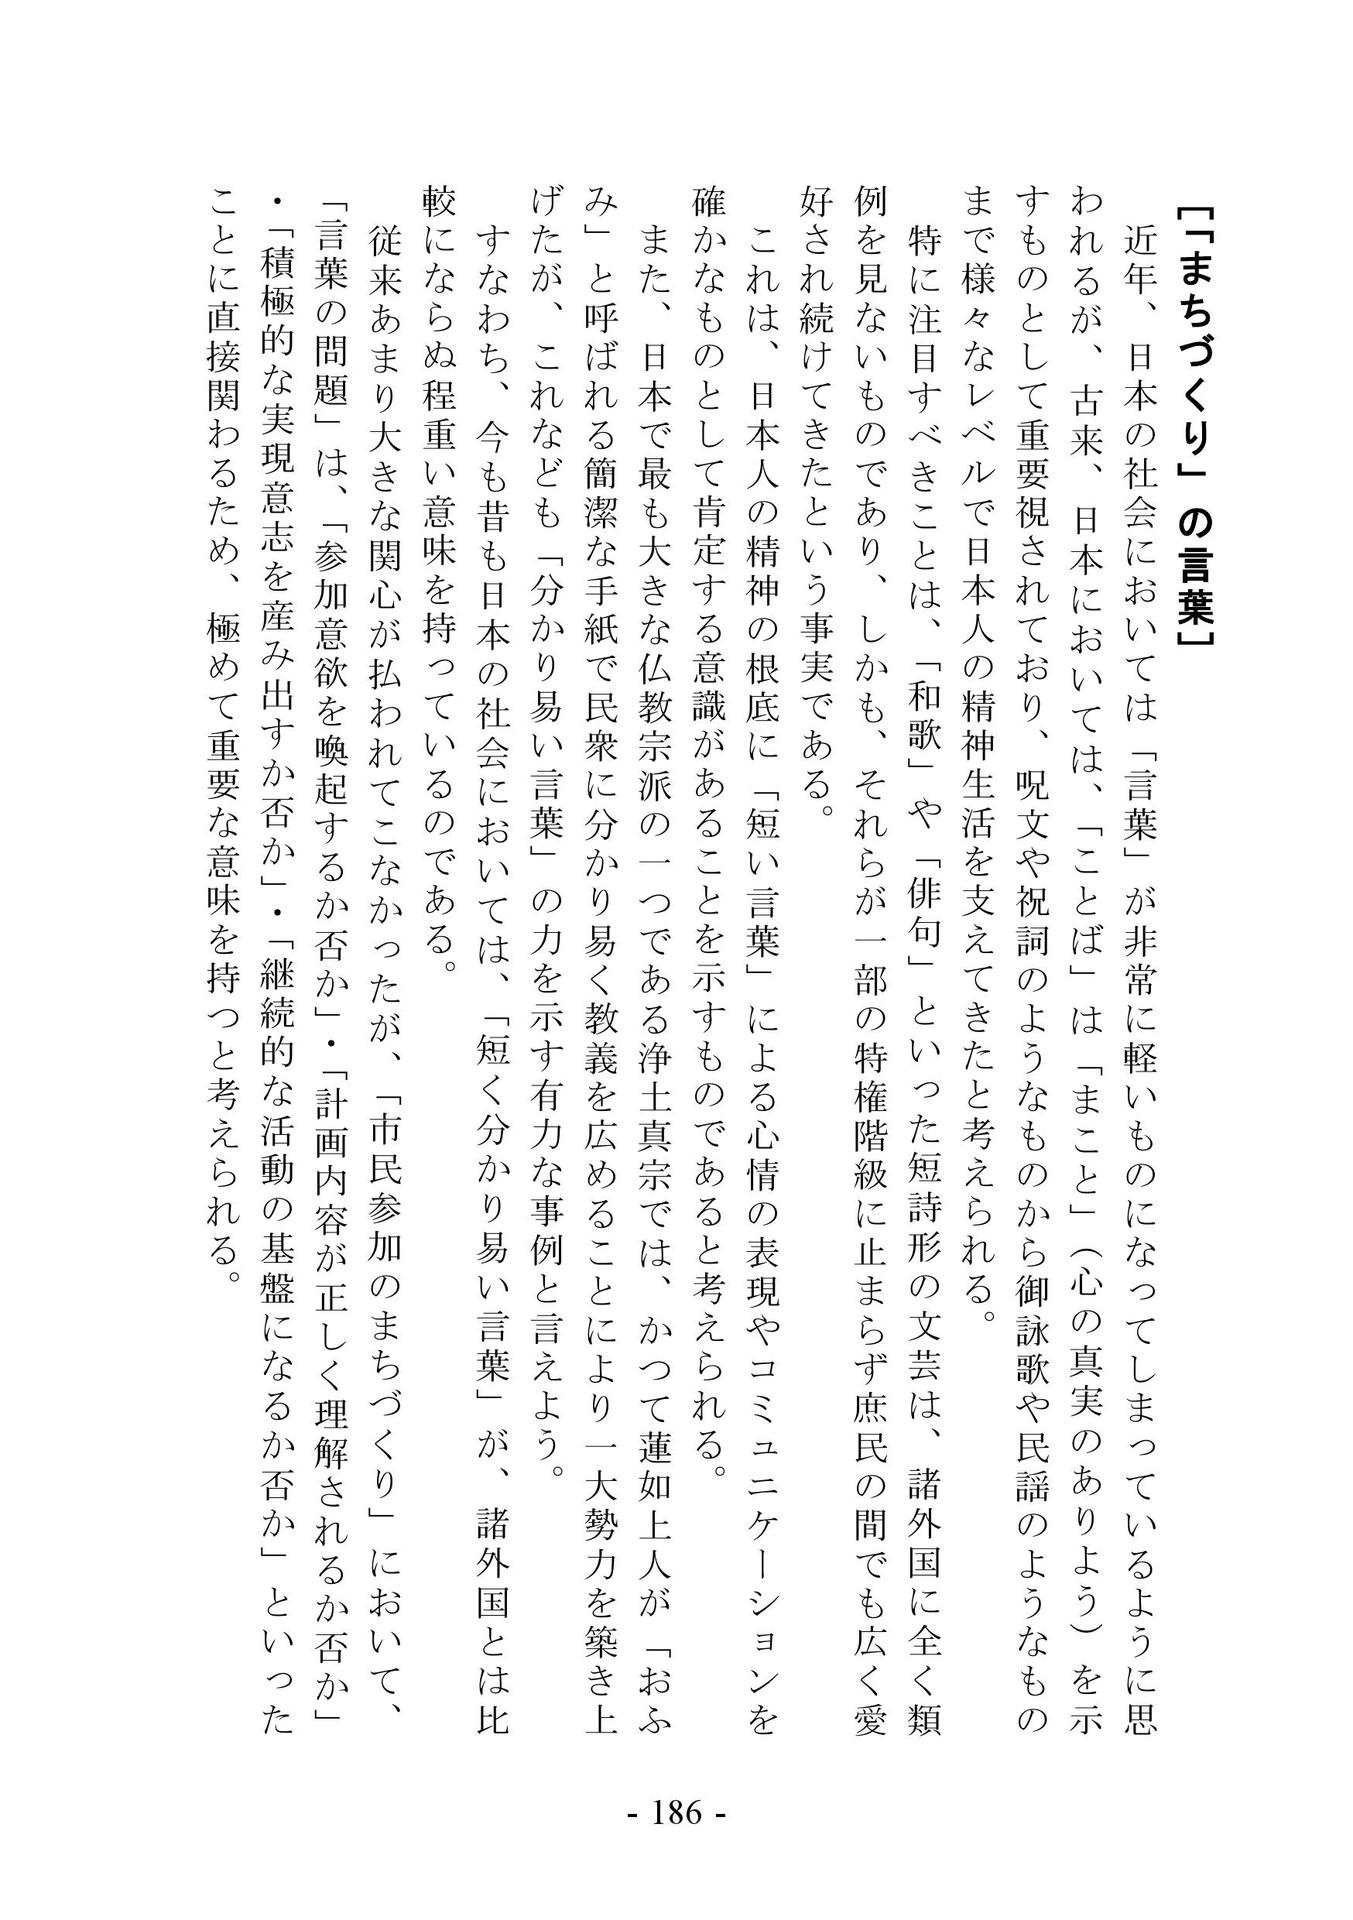 ［「まちづくり」の言葉］
　近年、日本の社会においては「言葉」が非常に軽いものになってしまっているように思
われるが、古来、日本においては、「ことば」は「まこと」（心の真実のありよう）を示
すものとして重要視されており、呪文や祝詞のようなものから御詠歌や民謡のようなもの
まで様々なレベルで日本人の精神生活を支えてきたと考えられる。
　特に注目すべきことは、「和歌」や「俳句」といった短詩形の文芸は、諸外国に全く類
例を見ないものであり、しかも、それらが一部の特権階級に止まらず庶民の間でも広く愛
好され続けてきたという事実である。
　これは、日本人の精神の根底に「短い言葉」による心情の表現やコミュニケーションを
確かなものとして肯定する意識があることを示すものであると考えられる。
　また、日本で最も大きな仏教宗派の一つである浄土真宗では、かつて蓮如上人が「おふ
み」と呼ばれる簡潔な手紙で民衆に分かり易く教義を広めることにより一大勢力を築き上
げたが、これなども「分かり易い言葉」の力を示す有力な事例と言えよう。
　すなわち、今も昔も日本の社会においては、「短く分かり易い言葉」が、諸外国とは比
較にならぬ程重い意味を持っているのである。
　従来あまり大きな関心が払われてこなかったが、「市民参加のまちづくり」において、
「言葉の問題」は、「参加意欲を喚起するか否か」・「計画内容が正しく理解されるか否か」
・「積極的な実現意志を産み出すか否か」・「継続的な活動の基盤になるか否か」といった
ことに直接関わるため、極めて重要な意味を持つと考えられる。
- 186 -